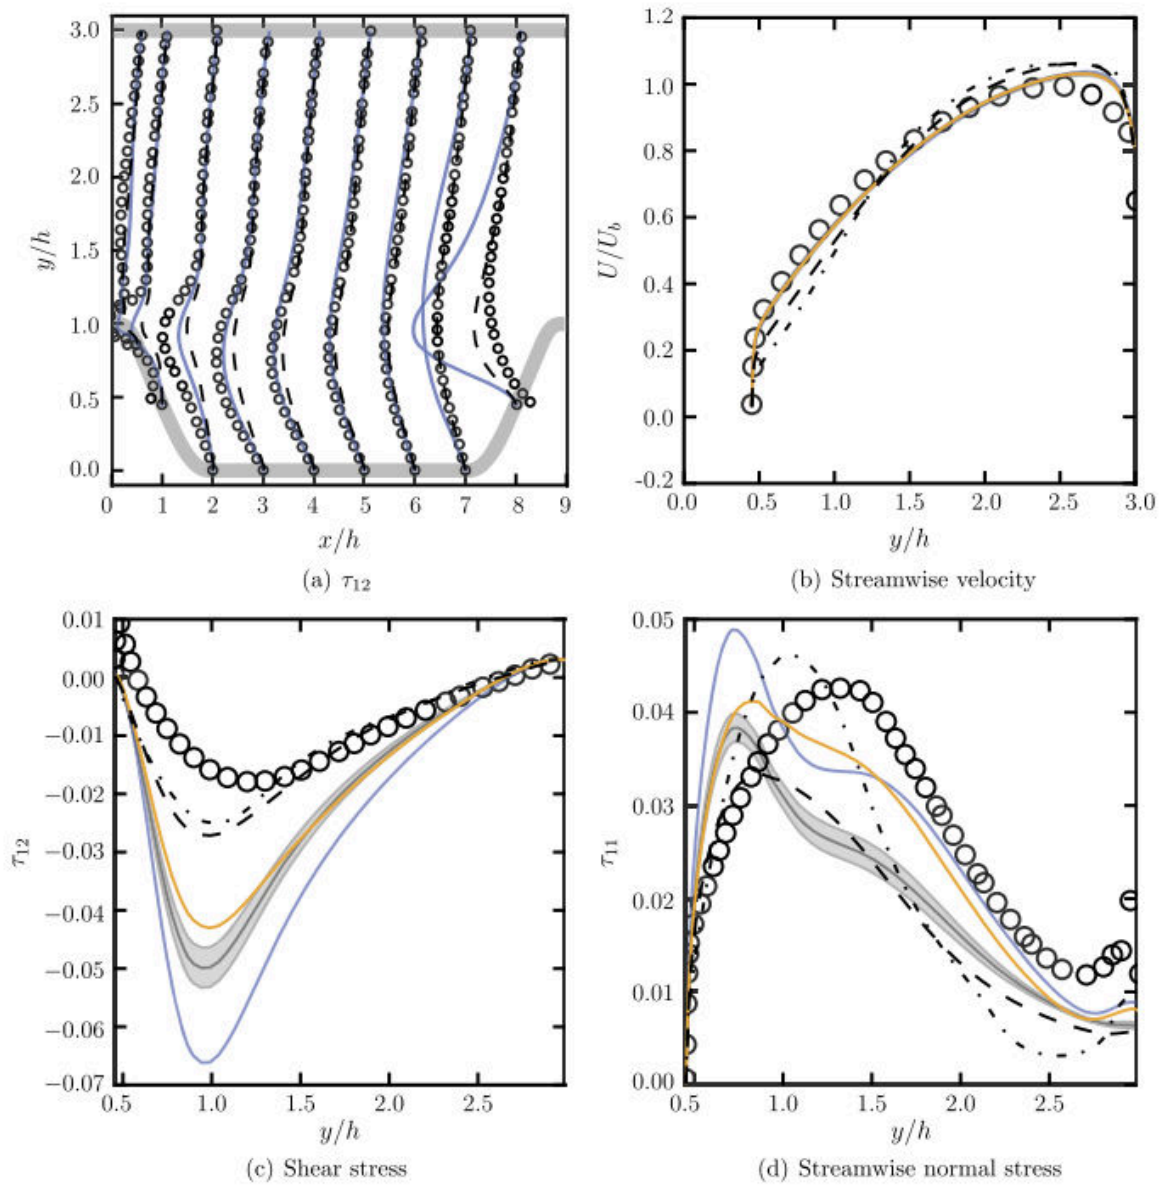 3.0
2.5
2.0
1.5
1.0
0.5
0.0
y/h
0 1 2 3 4 5 6 7 8 9
x/h
(a) τ12
1.2
1.0
0.8
0.6
0.4
0.2
0.0
-0.2
U/Ub
0.0 0.5 1.0 1.5 2.0 2.5 3.0
y/h
(b) Streamwise velocity
0.01
0.00
−0.01
−0.02
−0.03
−0.04
−0.05
−0.06
−0.07
τ12
0.5 1.0 1.5 2.0 2.5
y/h
(c) Shear stress
0.05
0.04
0.03
0.02
0.01
0.00
τ11
0.5 1.0 1.5 2.0 2.5
y/h
(d) Streamwise normal stress